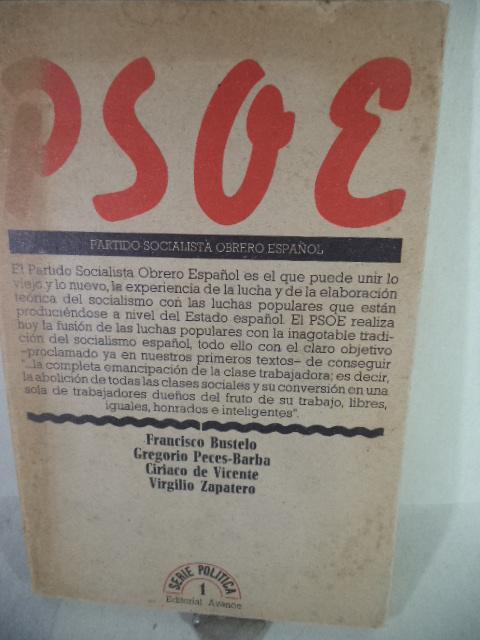 PSOE
PARTIDO SOCIALISTA OBRERO ESPAÑOL
El Partido Socialista Obrero Español es el que puede unir lo
viejo y lo nuevo, la experiencia de la lucha y de la elaboración
teórica del socialismo con las luchas populares que están
produciéndose a nivel del Estado español. El PSOE realiza
hoy la fusión de las luchas populares con la inagotable tradi-
ción del socialismo español, todo ello con el claro objetivo
-proclamado ya en nuestros primeros textos- de conseguir
"...la completa emancipación de la clase trabajadora; es decir,
la abolición de todas las clases sociales y su conversión en una
sola de trabajadores dueños del fruto de su trabajo, libres,
iguales, honrados e inteligentes".
Francisco Bustelo
Gregorio Peces-Barba
Ciriaco de Vicente
Virgilio Zapatero
SERIE POLITICA
1
Editorial Avance